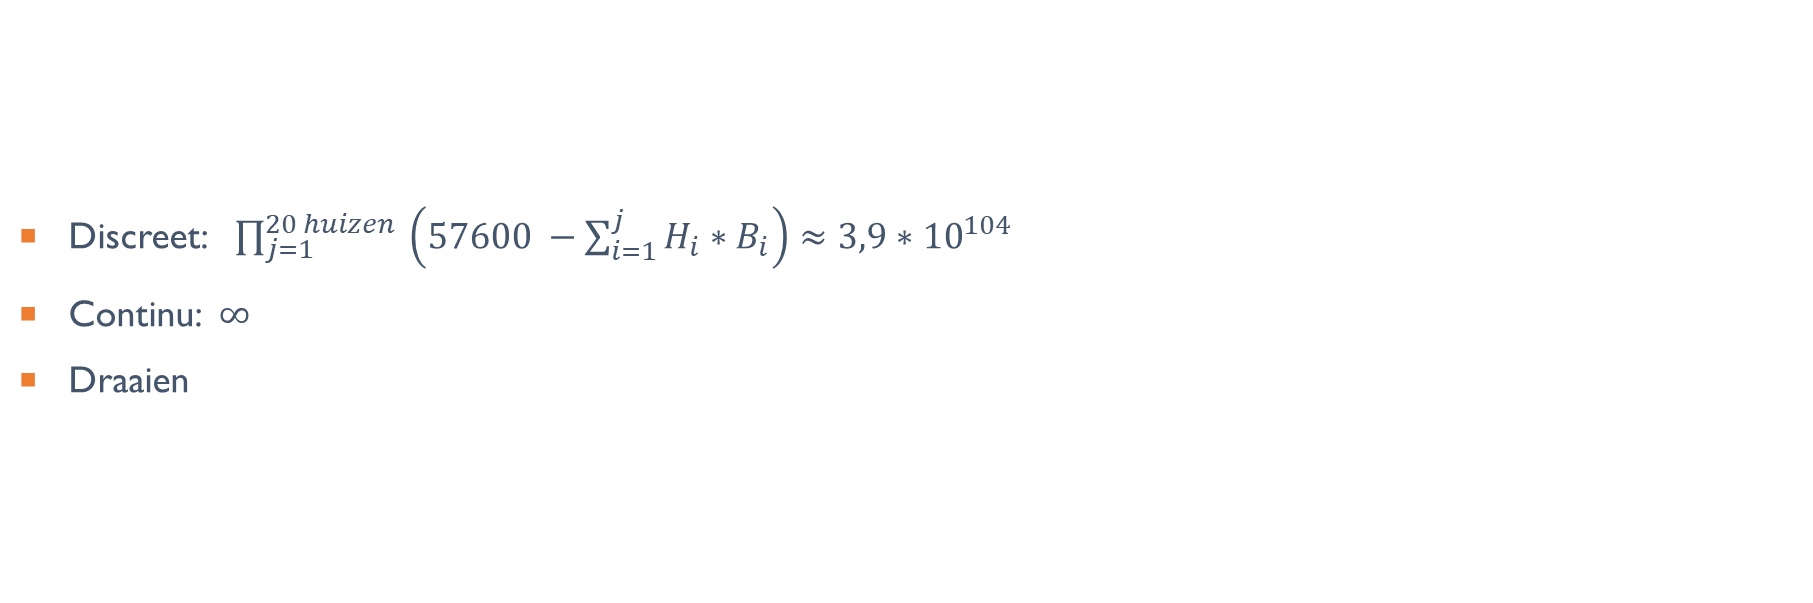 ▪ Discreet: ∏_{j=1}^{20 huizen} (57600 − ∑_{i=1}^{j} H_i * B_i) ≈ 3,9 * 10^{104}
▪ Continu: ∞
▪ Draaien